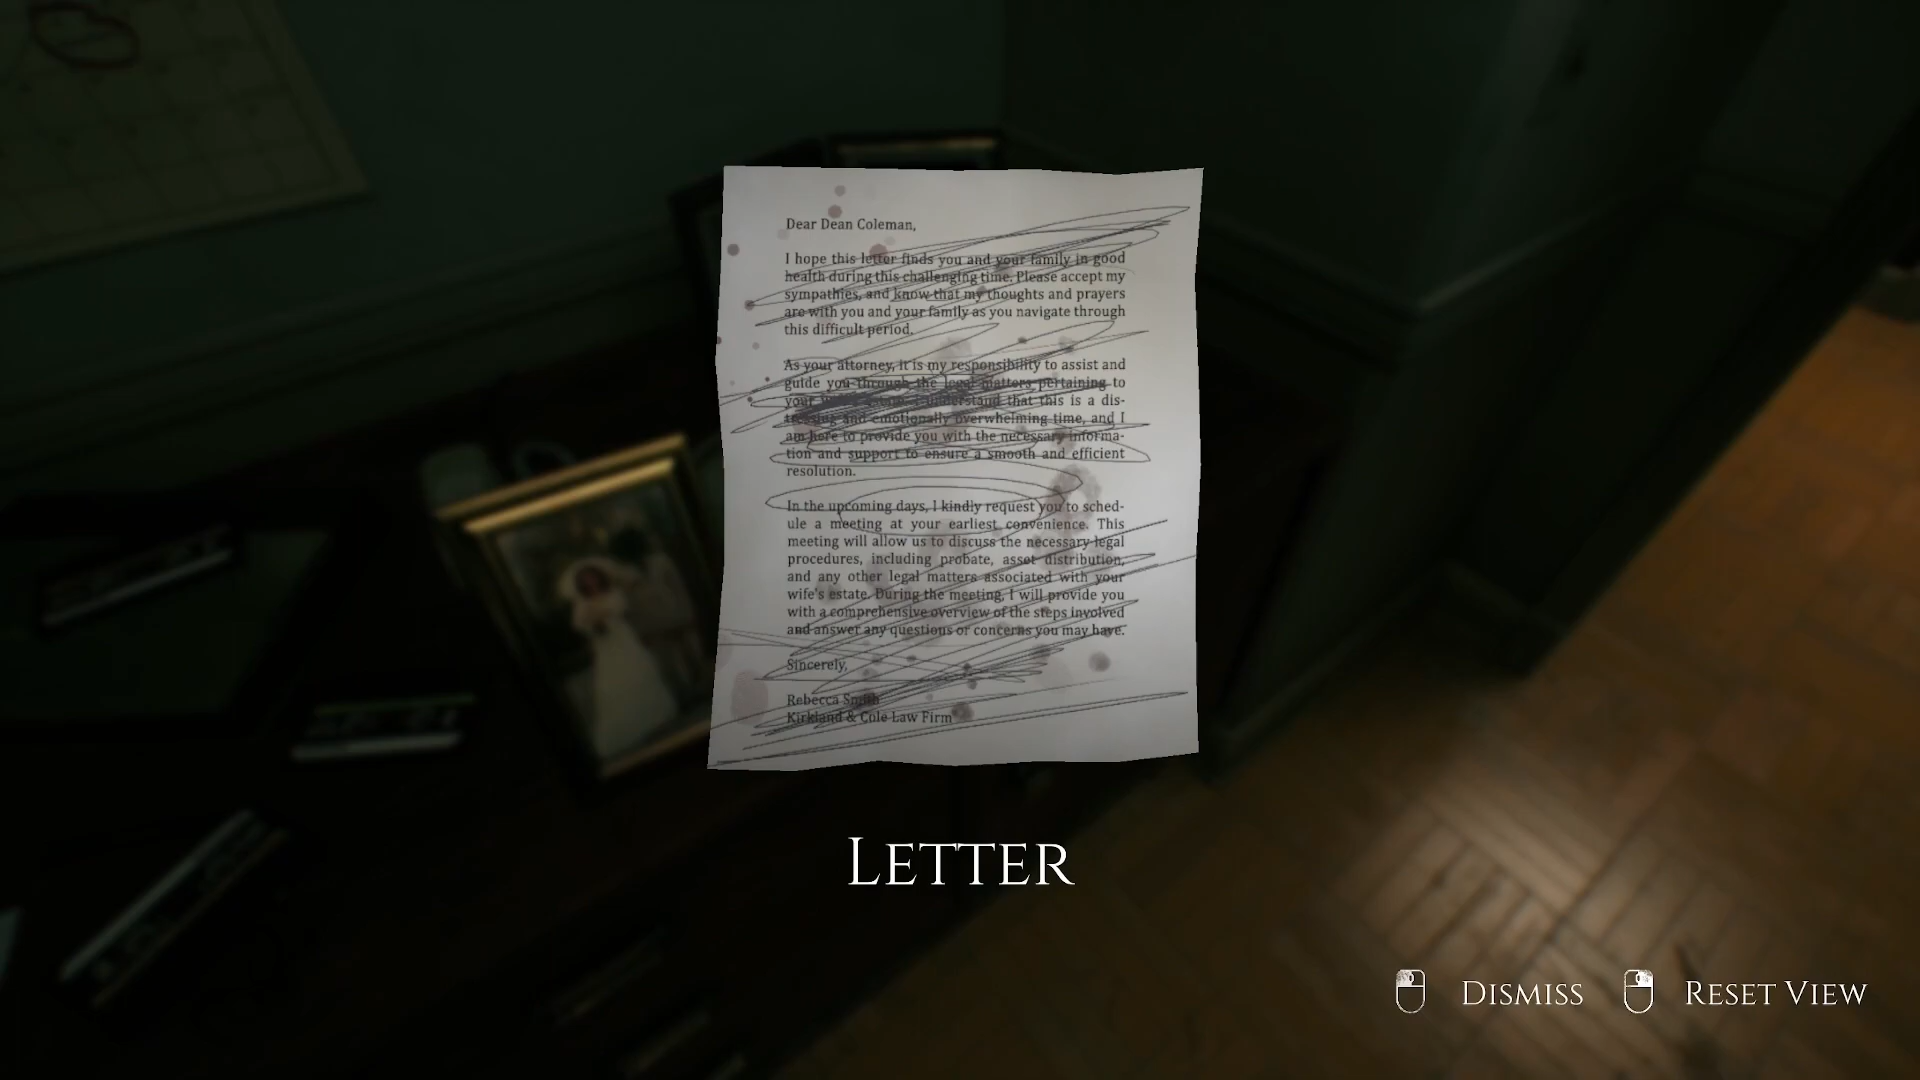 Dear Dean Coleman,
I hope this letter finds you and your family in good
health during this challenging time. Please accept my
sympathies, and know that my thoughts and prayers
are with you and your family as you navigate through
this difficult period.
As your attorney, it is my responsibility to assist and
guide you through the legal matters pertaining to
your understand that this is a dis-
tressing and emotionally overwhelming time, and I
am here to provide you with the necessary informa-
tion and support to ensure a smooth and efficient
resolution.
In the upcoming days, I kindly request you to sched-
ule a meeting at your earliest convenience. This
meeting will allow us to discuss the necessary legal
procedures, including probate, asset distribution,
and any other legal matters associated with your
wife's estate. During the meeting, I will provide you
with a comprehensive overview of the steps involved
and answer any questions or concerns you may have.
Sincerely,
Rebecca Smith
Kirkland & Cole Law Firm
LETTER
DISMISS RESET VIEW